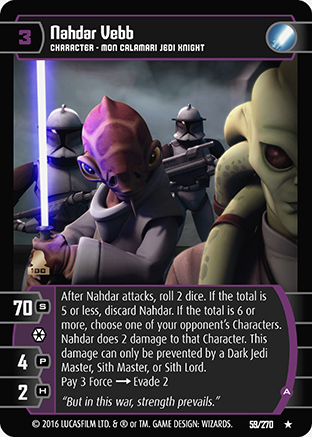 3
Nahdar Vebb
CHARACTER - MON CALAMARI JEDI KNIGHT
100
70 S
4 P
2 H
After Nahdar attacks, roll 2 dice. If the total is
5 or less, discard Nahdar. If the total is 6 or
more, choose one of your opponent's Characters.
Nahdar does 2 damage to that Character. This
damage can only be prevented by a Dark Jedi
Master, Sith Master, or Sith Lord.
Pay 3 Force → Evade 2
"But in this war, strength prevails."
A
© 2016 LUCASFILM LTD. & ® or TM. GAME DESIGN: WIZARDS.
59/270